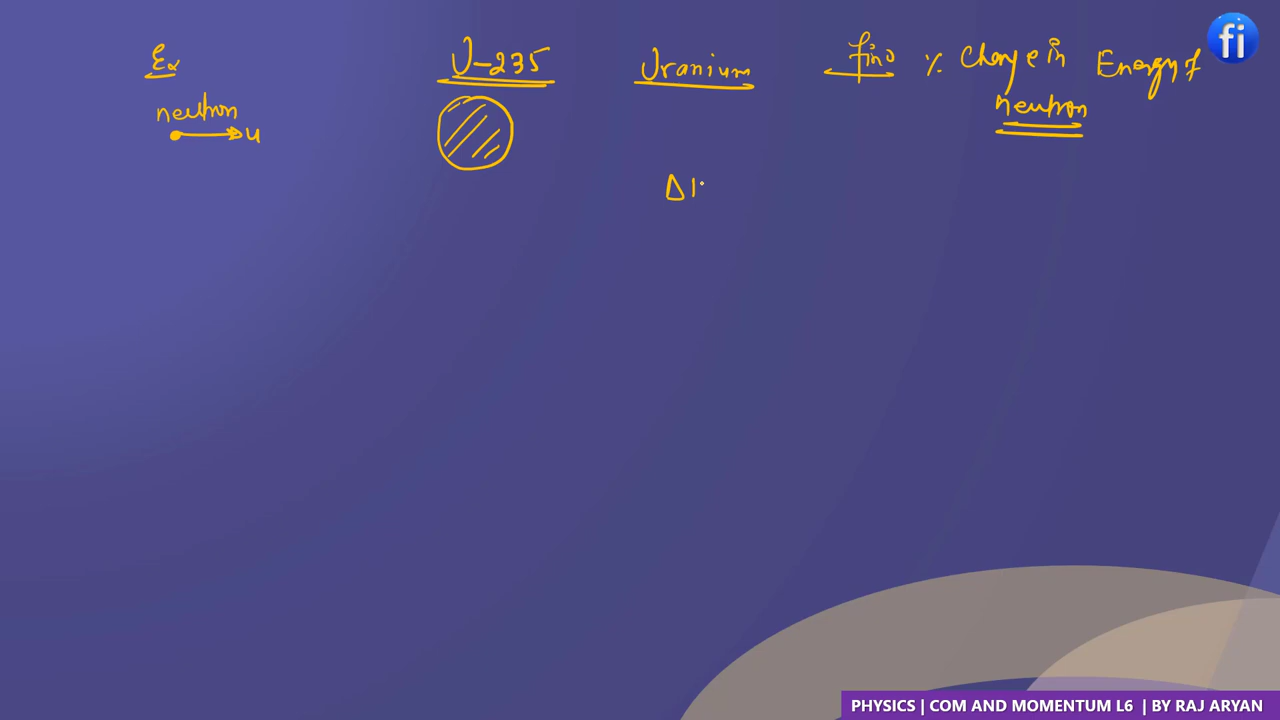 Ex U-235 Uranium find % Change in Energy of
neutron
neutron
u
Δ
fi
PHYSICS | COM AND MOMENTUM L6 | BY RAJ ARYAN